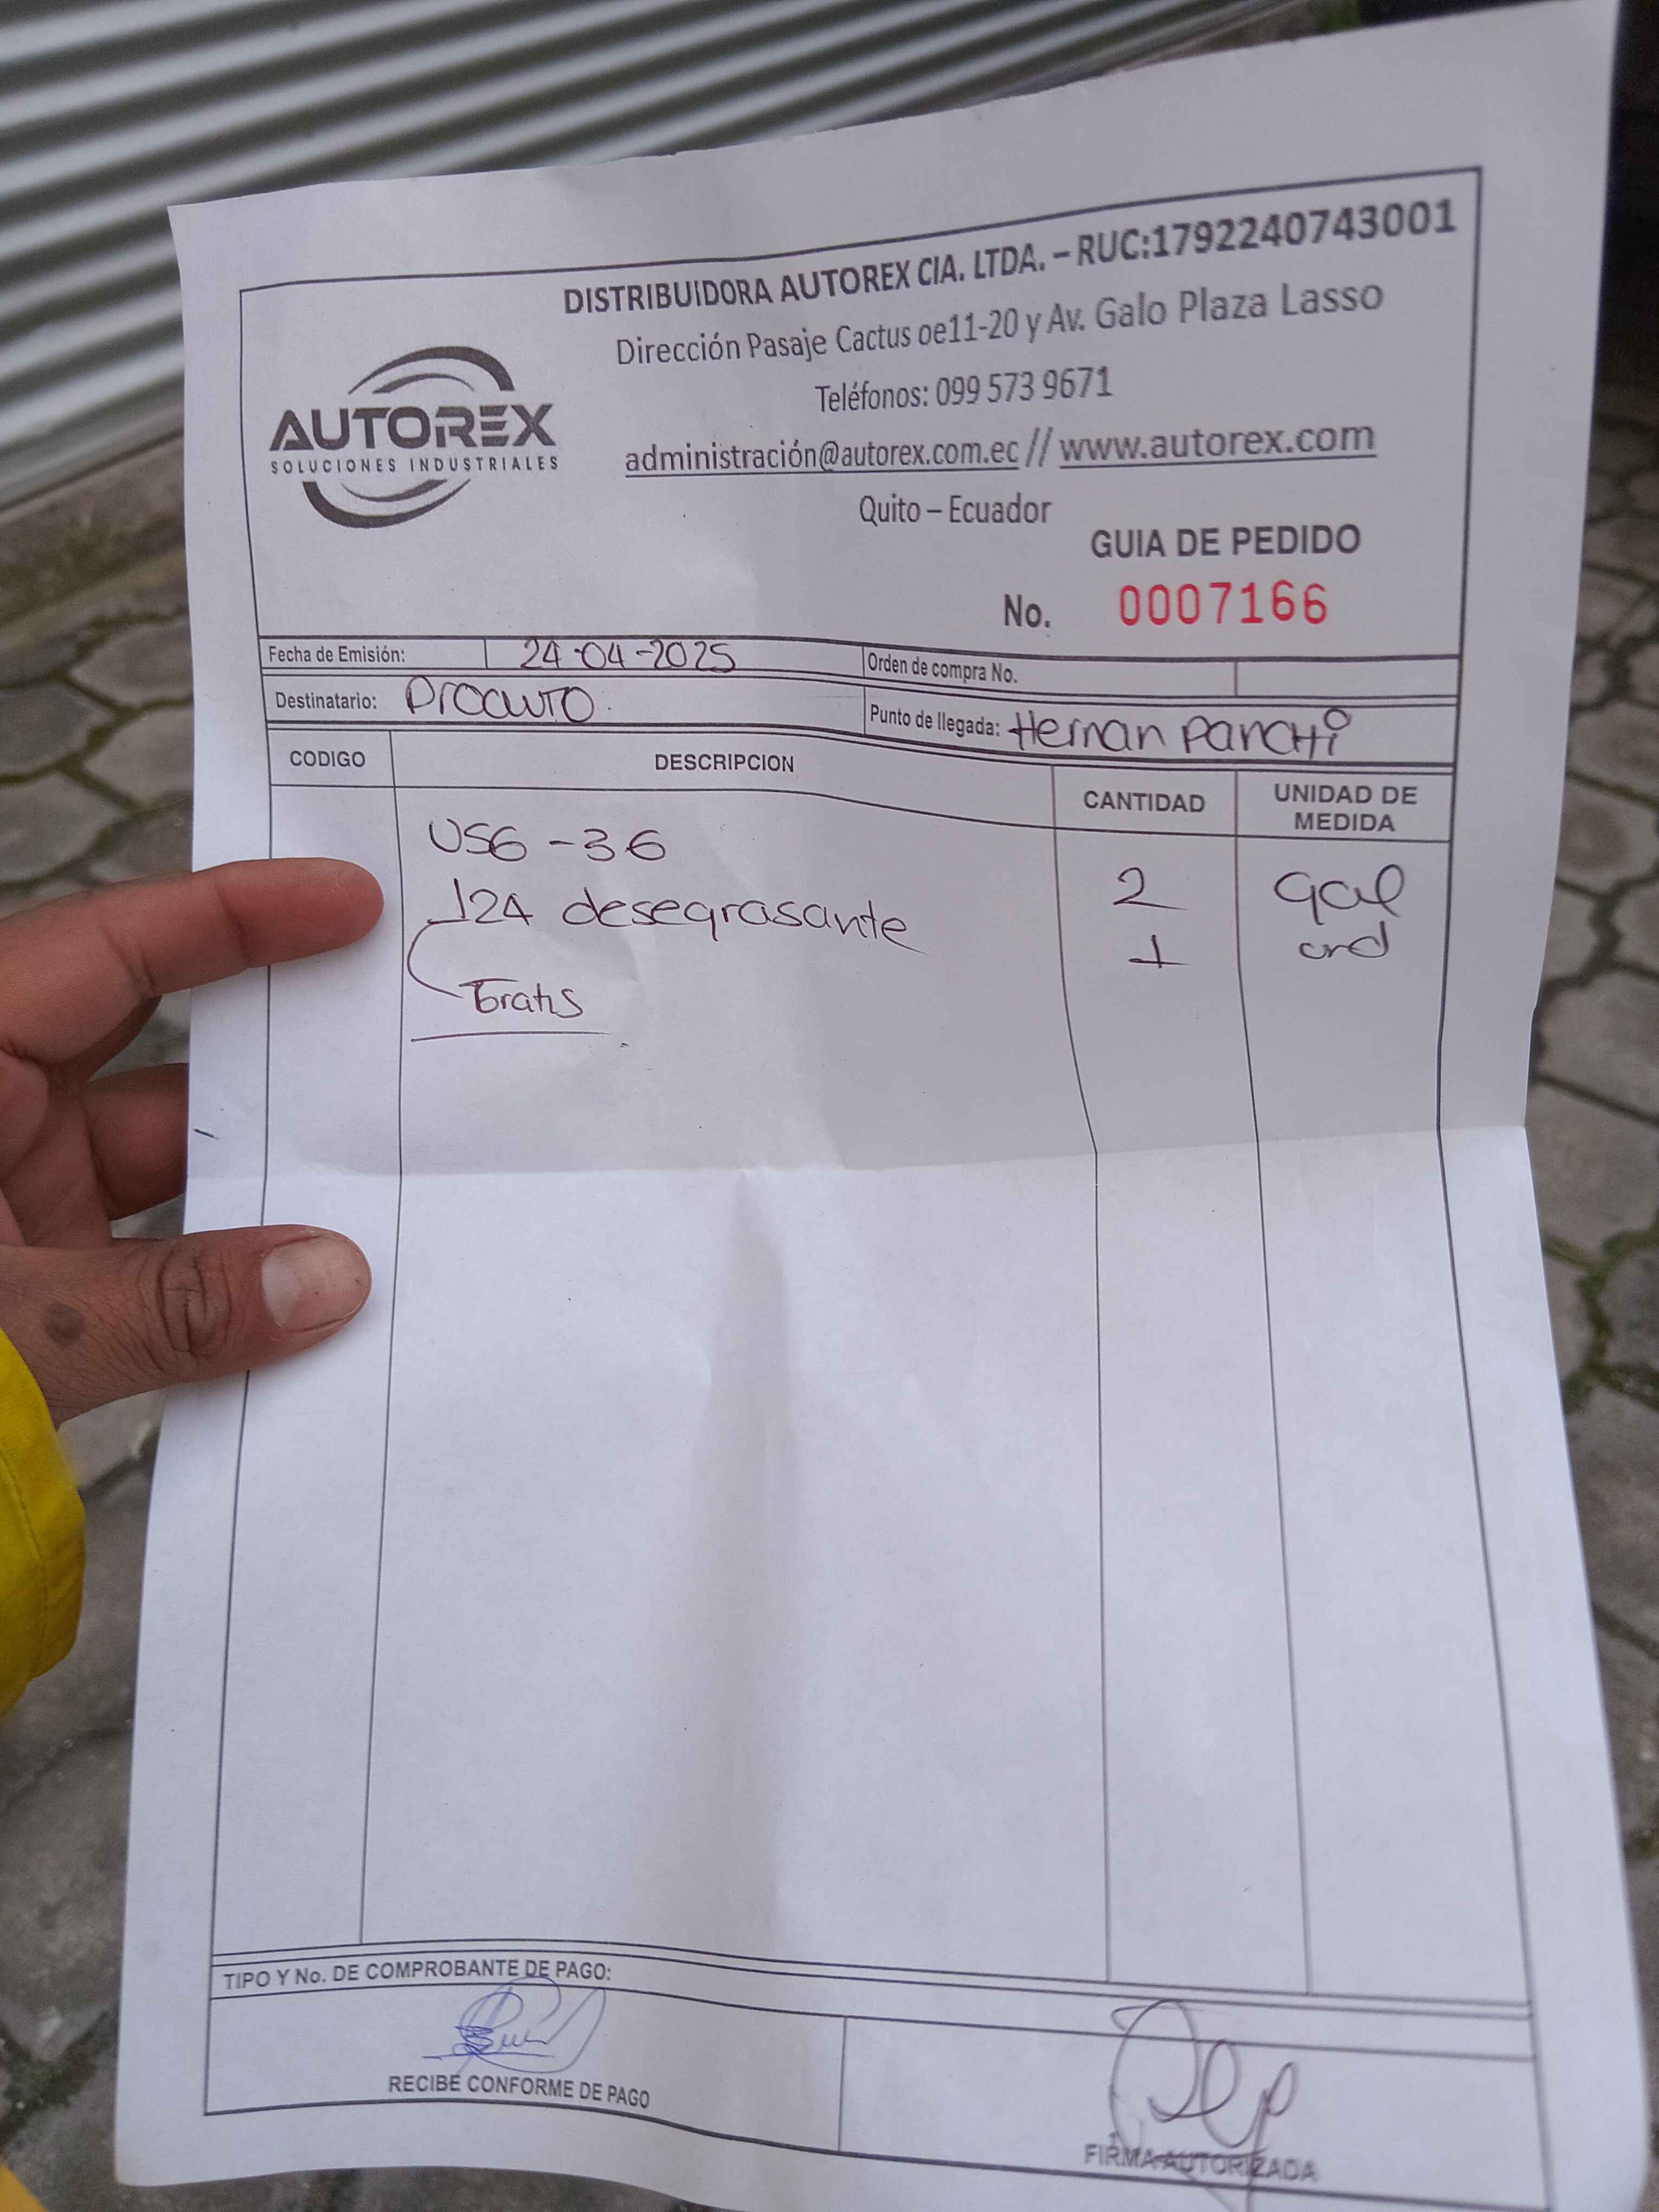 DISTRIBUIDORA AUTOREX CIA. LTDA. – RUC:1792240743001
Dirección Pasaje Cactus oe11-20 y Av. Galo Plaza Lasso
Teléfonos: 099 573 9671
administración@autorex.com.ec // www.autorex.com
Quito – Ecuador
AUTOREX
SOLUCIONES INDUSTRIALES
GUIA DE PEDIDO
No. 0007166
Fecha de Emisión: 24-04-2025 Orden de compra No.
Destinatario: Procuto Punto de llegada: Hernan Panchi
CODIGO DESCRIPCION CANTIDAD UNIDAD DE MEDIDA
USG-36 2 gal
J24 desegrasante 1 und
Gratis
TIPO Y No. DE COMPROBANTE DE PAGO:
RECIBE CONFORME DE PAGO
FIRMA AUTORIZADA